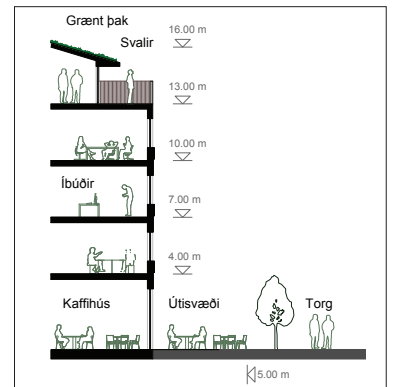 Grænt þak
Svalir
16.00 m
13.00 m
10.00 m
Íbúðir
7.00 m
4.00 m
Kaffihús
Útisvæði
Torg
5.00 m